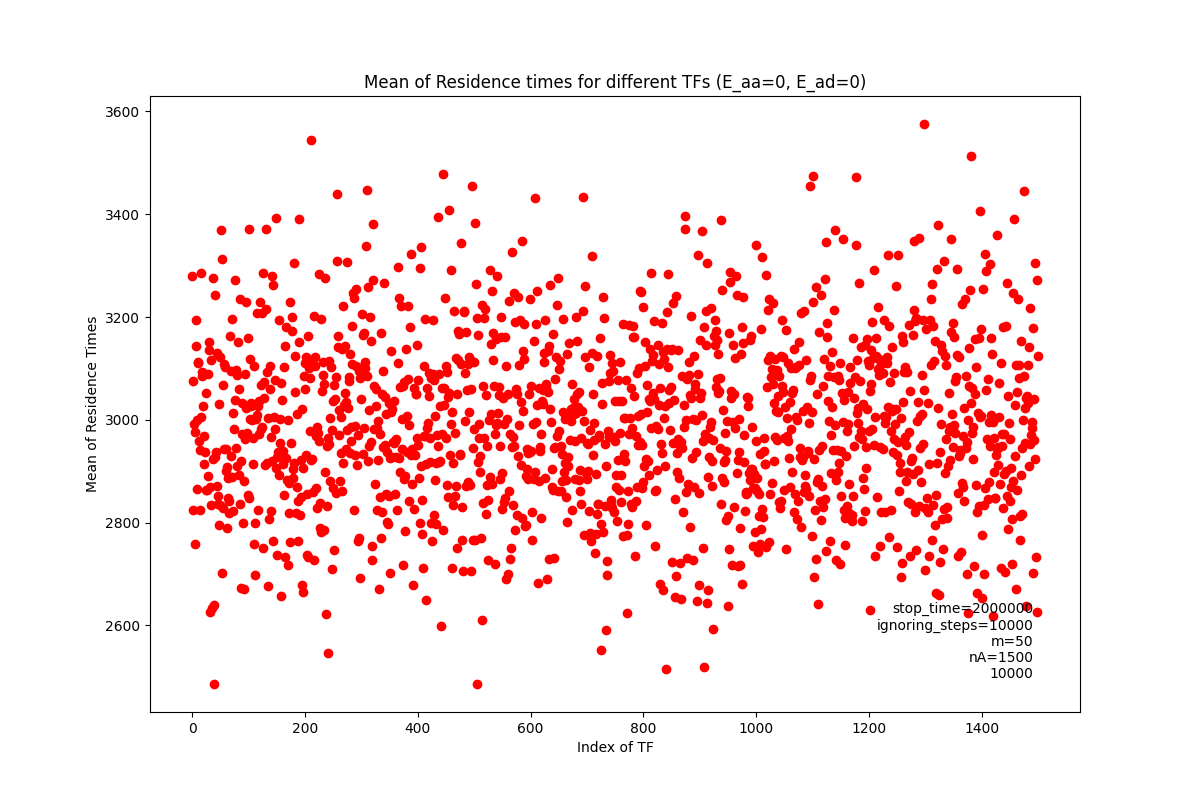 Mean of Residence times for different TFs (E_aa=0, E_ad=0)
3600
3400
3200
3000
2800
2600
Mean of Residence Times
stop_time=2000000
ignoring_steps=10000
m=50
nA=1500
10000
0 200 400 600 800 1000 1200 1400
Index of TF